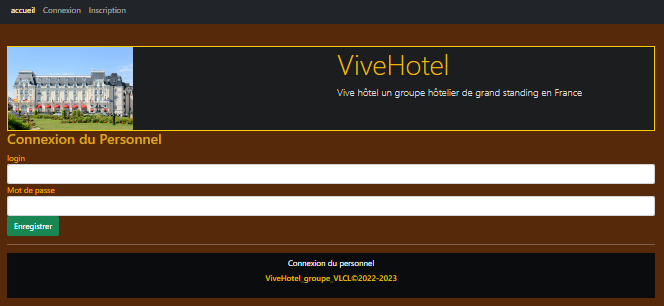 accueil Connexion Inscription
ViveHotel
Vive hôtel un groupe hôtelier de grand standing en France
Connexion du Personnel
login
Mot de passe
Enregistrer
Connexion du personnel
ViveHotel_groupe_VLCL©2022-2023